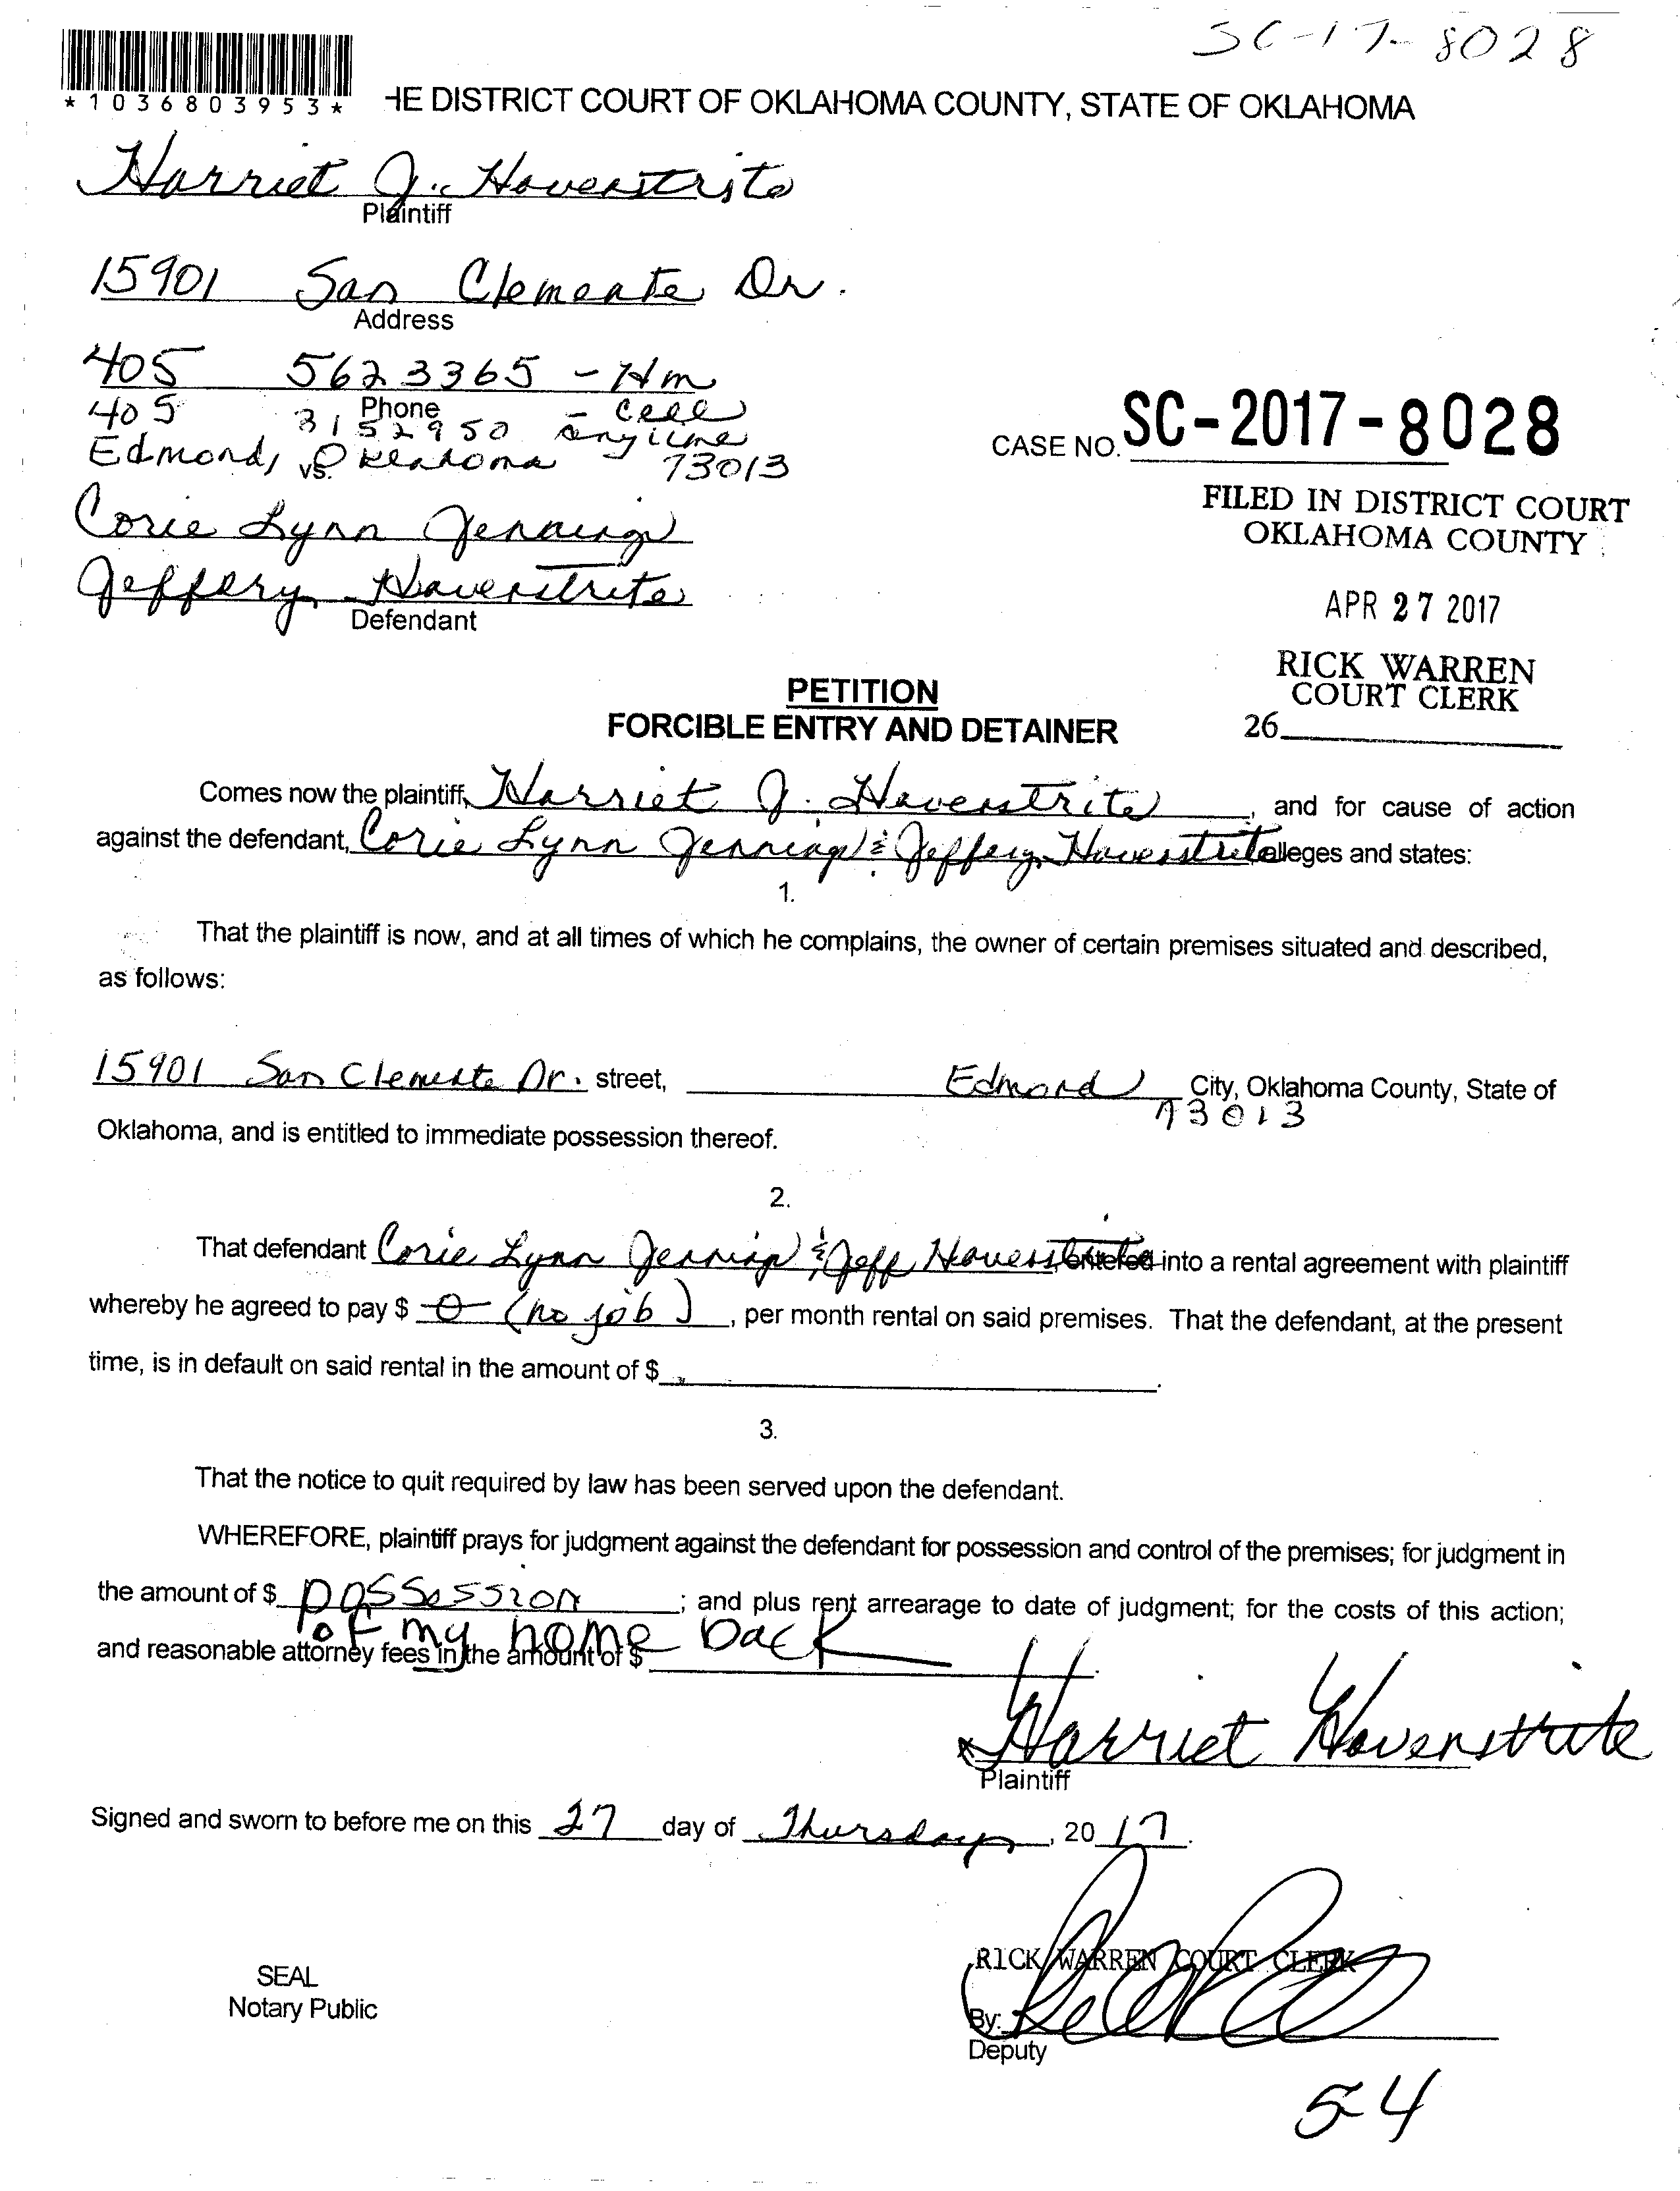 SC-17-8028
*1036803953*
HE DISTRICT COURT OF OKLAHOMA COUNTY, STATE OF OKLAHOMA
Harriet J. Haverstrite
Plaintiff
15901 San Clemente Dr.
Address
405 562 3365 - Hm
Phone
405 315 2950 - cell
anytime
Edmond, Oklahoma 73013
vs.
Corie Lynn Jennings
Jeffery Haverstrite
Defendant
CASE NO. SC-2017-8028
FILED IN DISTRICT COURT
OKLAHOMA COUNTY
APR 27 2017
RICK WARREN
COURT CLERK
26
PETITION
FORCIBLE ENTRY AND DETAINER
Comes now the plaintiff, Harriet J. Haverstrite, and for cause of action
against the defendant, Corie Lynn Jennings & Jeffery Haverstrite alleges and states:
1.
That the plaintiff is now, and at all times of which he complains, the owner of certain premises situated and described,
as follows:
15901 San Clemente Dr. street, Edmond City, Oklahoma County, State of
73013
Oklahoma, and is entitled to immediate possession thereof.
2.
That defendant Corie Lynn Jennings & Jeff Haverstrite, entered into a rental agreement with plaintiff
whereby he agreed to pay $ 0 (no job), per month rental on said premises. That the defendant, at the present
time, is in default on said rental in the amount of $ .
3.
That the notice to quit required by law has been served upon the defendant.
WHEREFORE, plaintiff prays for judgment against the defendant for possession and control of the premises; for judgment in
the amount of $ possession ; and plus rent arrearage to date of judgment; for the costs of this action;
of my home back
and reasonable attorney fees in the amount of $ .
Harriet Haverstrite
Plaintiff
Signed and sworn to before me on this 27 day of Thursday, 2017.
RICK WARREN COURT CLERK
SEAL
Notary Public
By:
Deputy
54